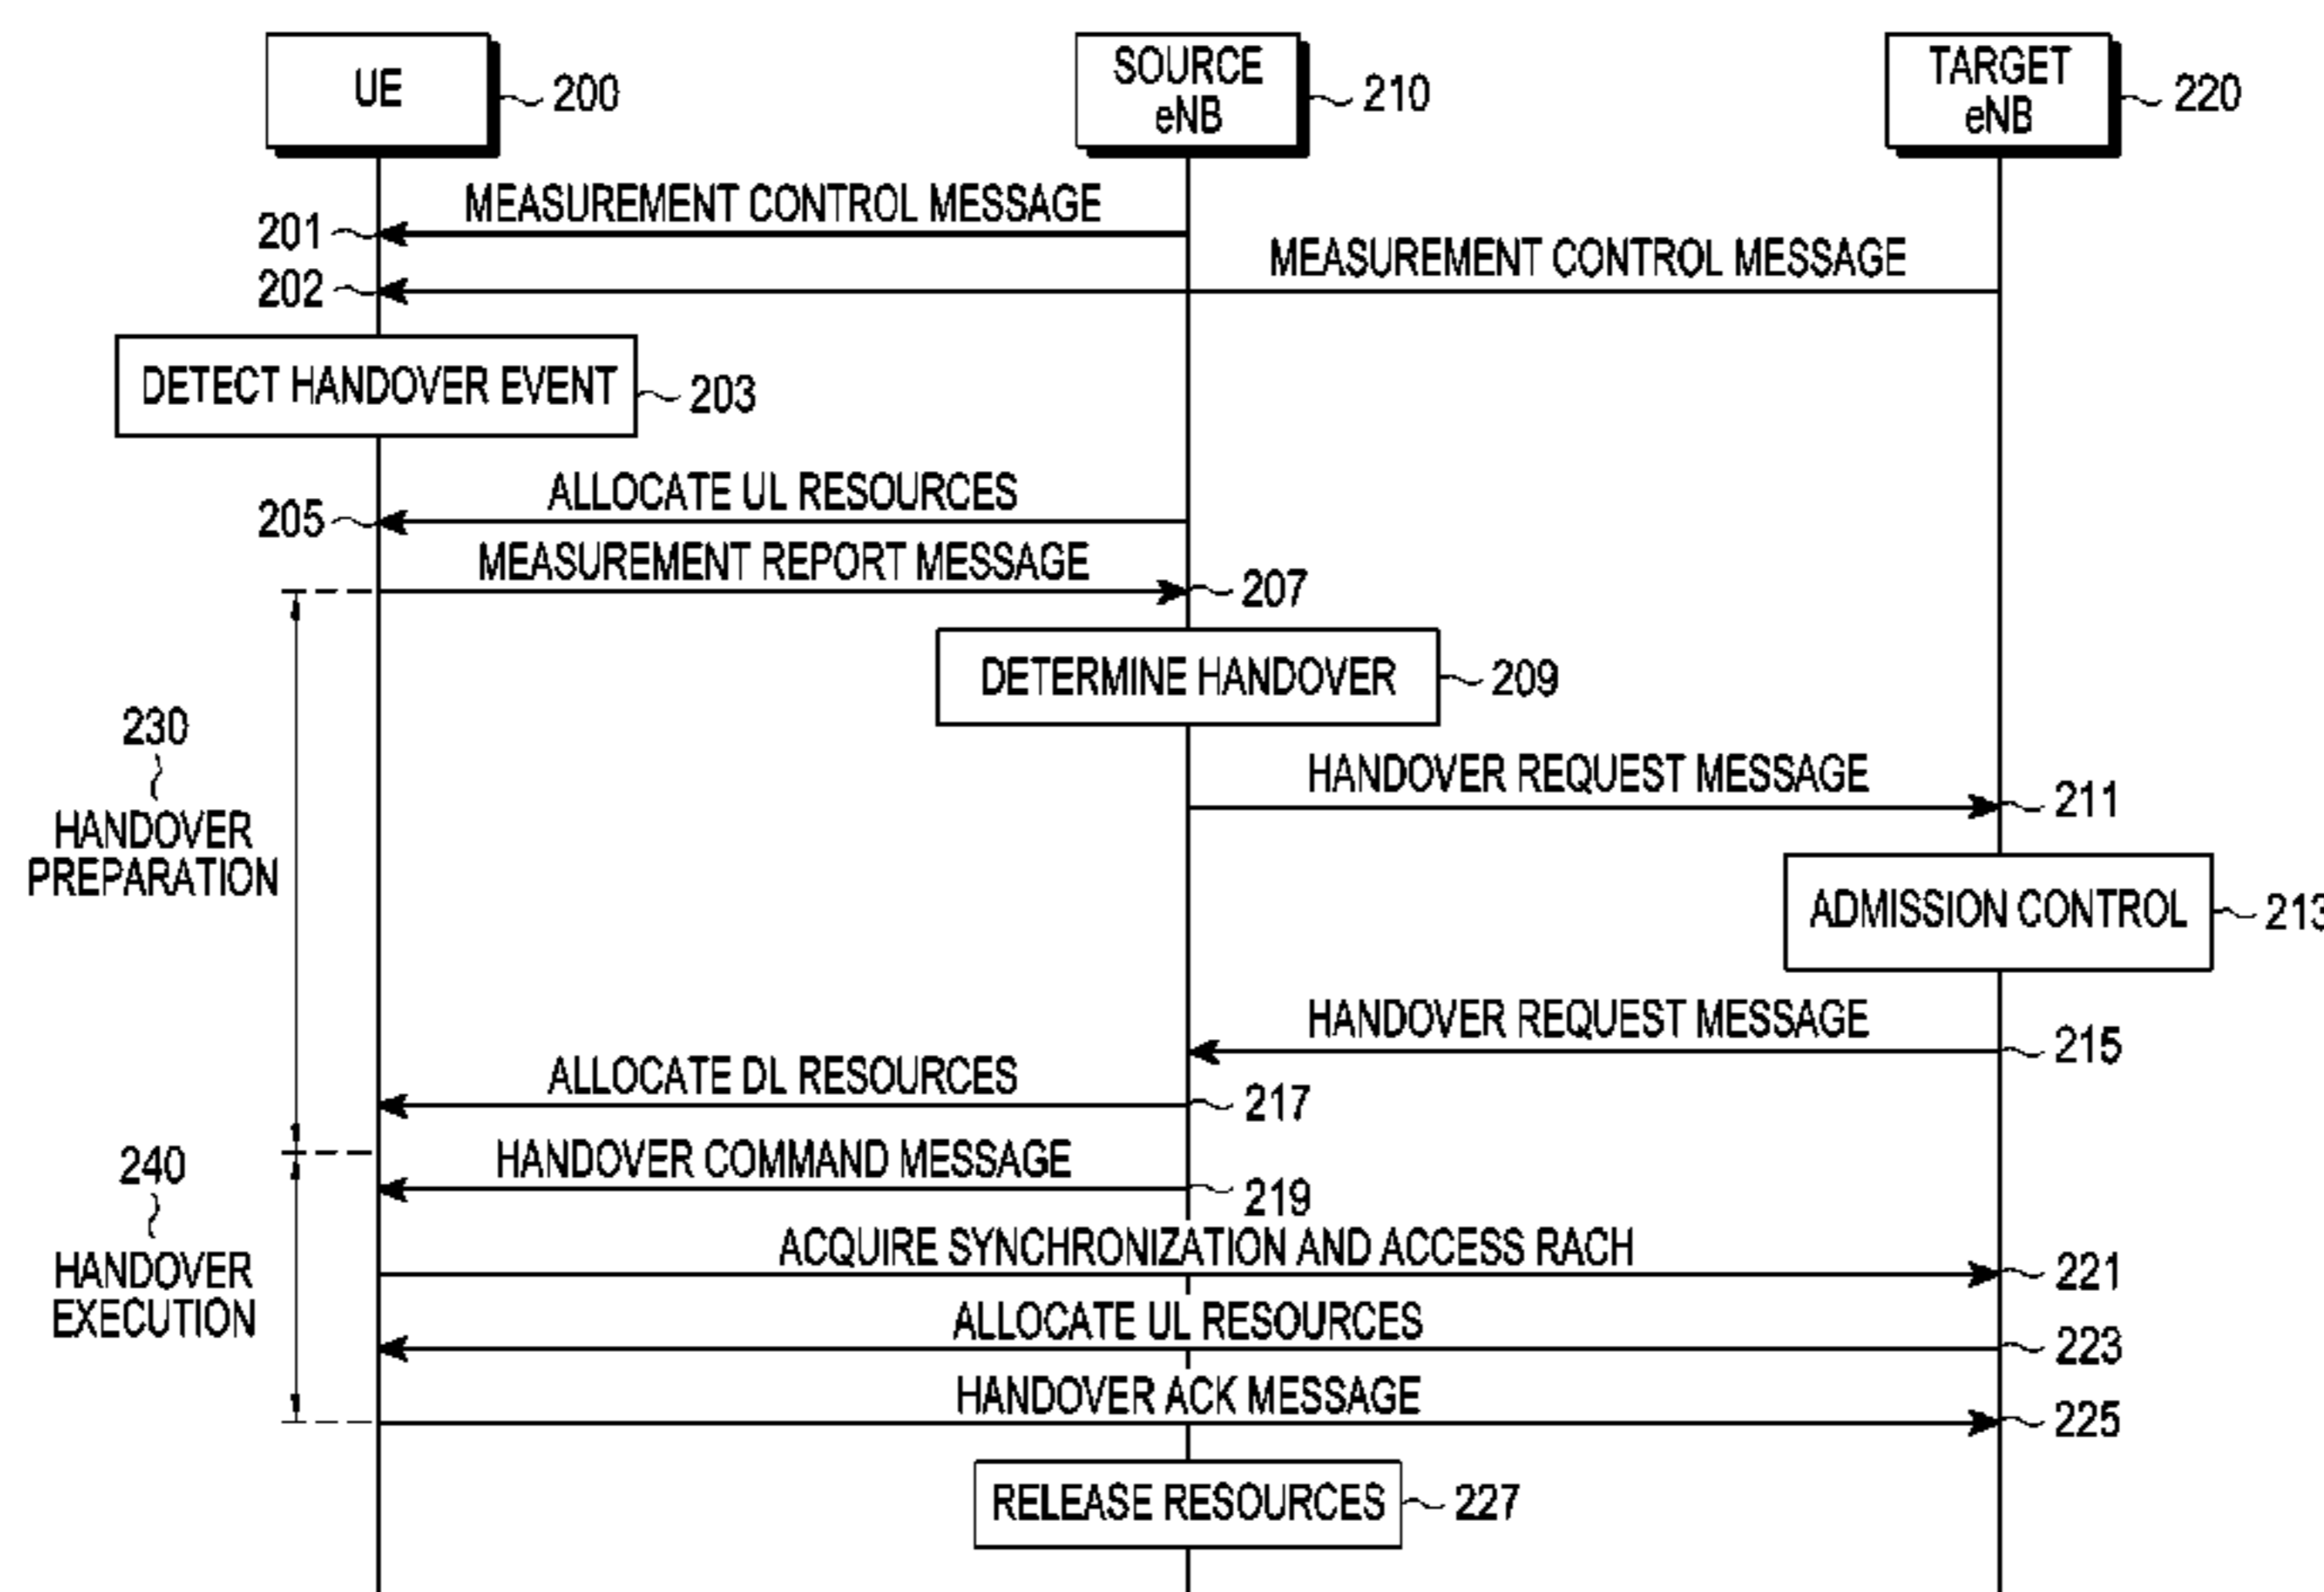 UE
200
SOURCE
eNB
210
TARGET
eNB
220
MEASUREMENT CONTROL MESSAGE
201
MEASUREMENT CONTROL MESSAGE
202
DETECT HANDOVER EVENT
203
ALLOCATE UL RESOURCES
205
MEASUREMENT REPORT MESSAGE
207
DETERMINE HANDOVER
209
230
HANDOVER
PREPARATION
HANDOVER REQUEST MESSAGE
211
ADMISSION CONTROL
213
HANDOVER REQUEST MESSAGE
215
ALLOCATE DL RESOURCES
217
240
HANDOVER
EXECUTION
HANDOVER COMMAND MESSAGE
219
ACQUIRE SYNCHRONIZATION AND ACCESS RACH
221
ALLOCATE UL RESOURCES
223
HANDOVER ACK MESSAGE
225
RELEASE RESOURCES
227